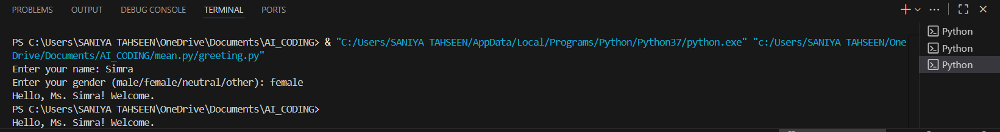 PROBLEMS OUTPUT DEBUG CONSOLE TERMINAL PORTS
PS C:\Users\SANIYA TAHSEEN\OneDrive\Documents\AI_CODING> & "C:/Users/SANIYA TAHSEEN/AppData/Local/Programs/Python/Python37/python.exe" "c:/Users/SANIYA TAHSEEN/One
Drive/Documents/AI_CODING/mean.py/greeting.py"
Enter your name: Simra
Enter your gender (male/female/neutral/other): female
Hello, Ms. Simra! Welcome.
PS C:\Users\SANIYA TAHSEEN\OneDrive\Documents\AI_CODING>
Hello, Ms. Simra! Welcome.
Python
Python
Python